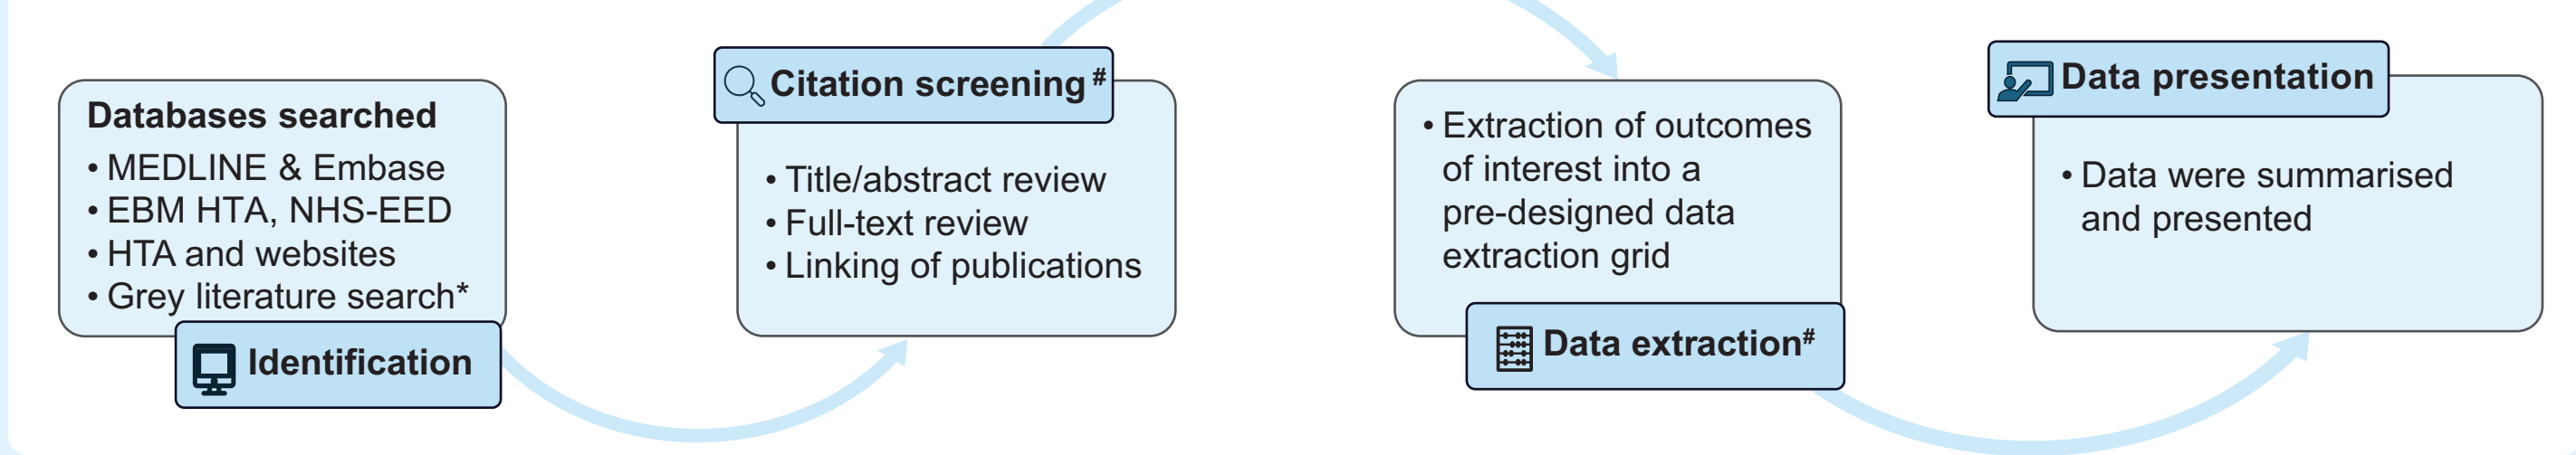 Databases searched
• MEDLINE & Embase
• EBM HTA, NHS-EED
• HTA and websites
• Grey literature search*
Identification
Citation screening#
• Title/abstract review
• Full-text review
• Linking of publications
• Extraction of outcomes
of interest into a
pre-designed data
extraction grid
Data extraction#
Data presentation
• Data were summarised
and presented